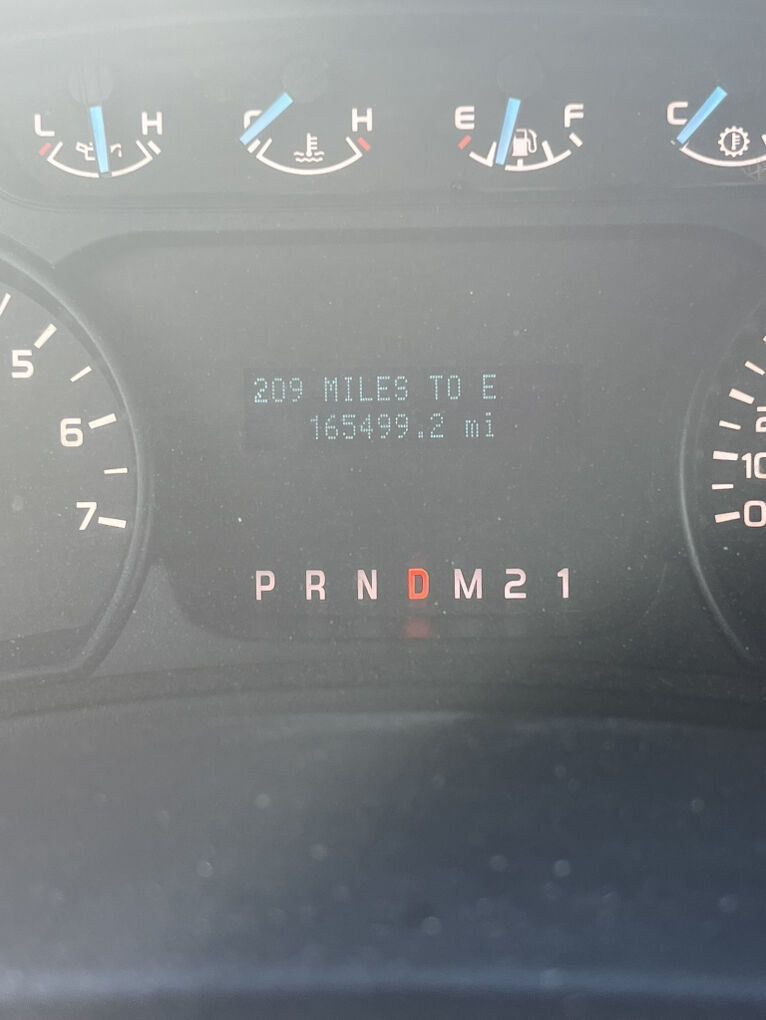 L H
C H
E F
C
5
6
7
209 MILES TO E
165499.2 mi
10
0
P R N D M 2 1